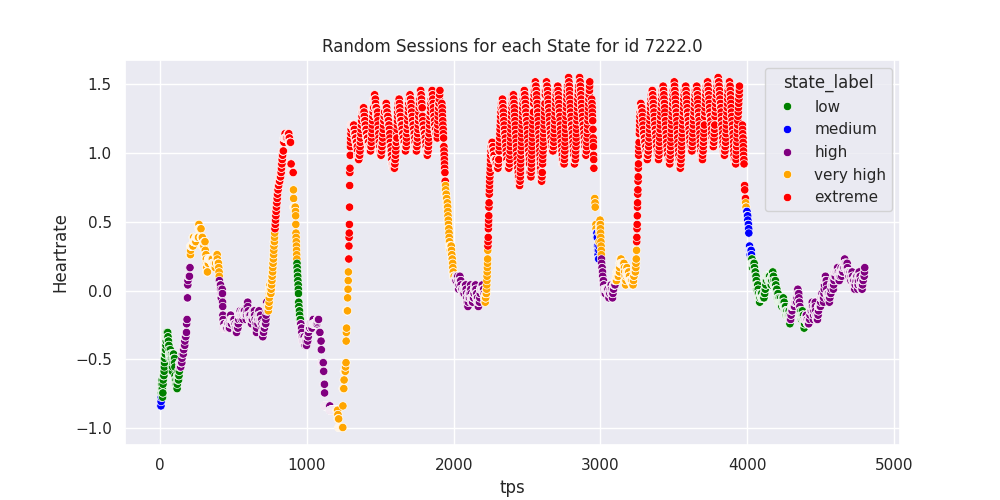 Random Sessions for each State for id 7222.0
state_label
low
medium
high
very high
extreme
Heartrate
1.5
1.0
0.5
0.0
−0.5
−1.0
0 1000 2000 3000 4000 5000
tps